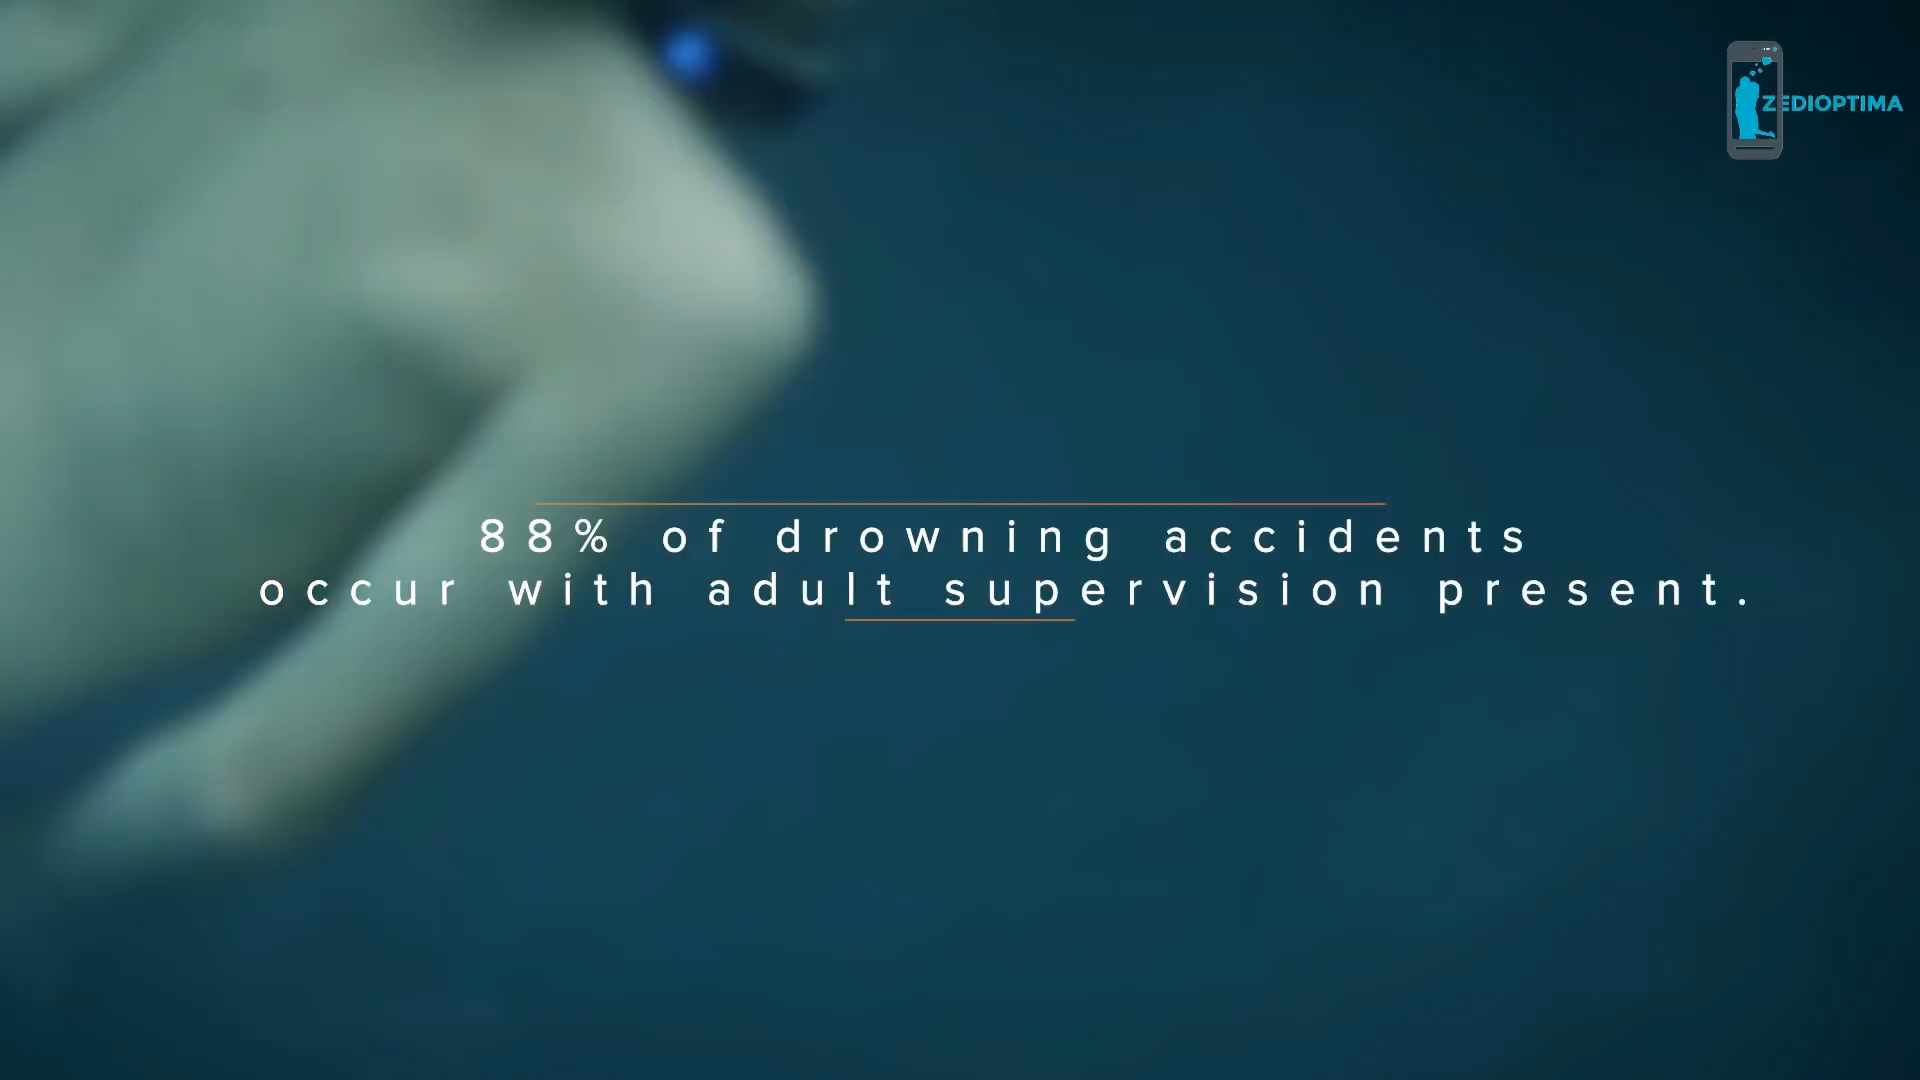 ZEDIOPTIMA
88% of drowning accidents
occur with adult supervision present.